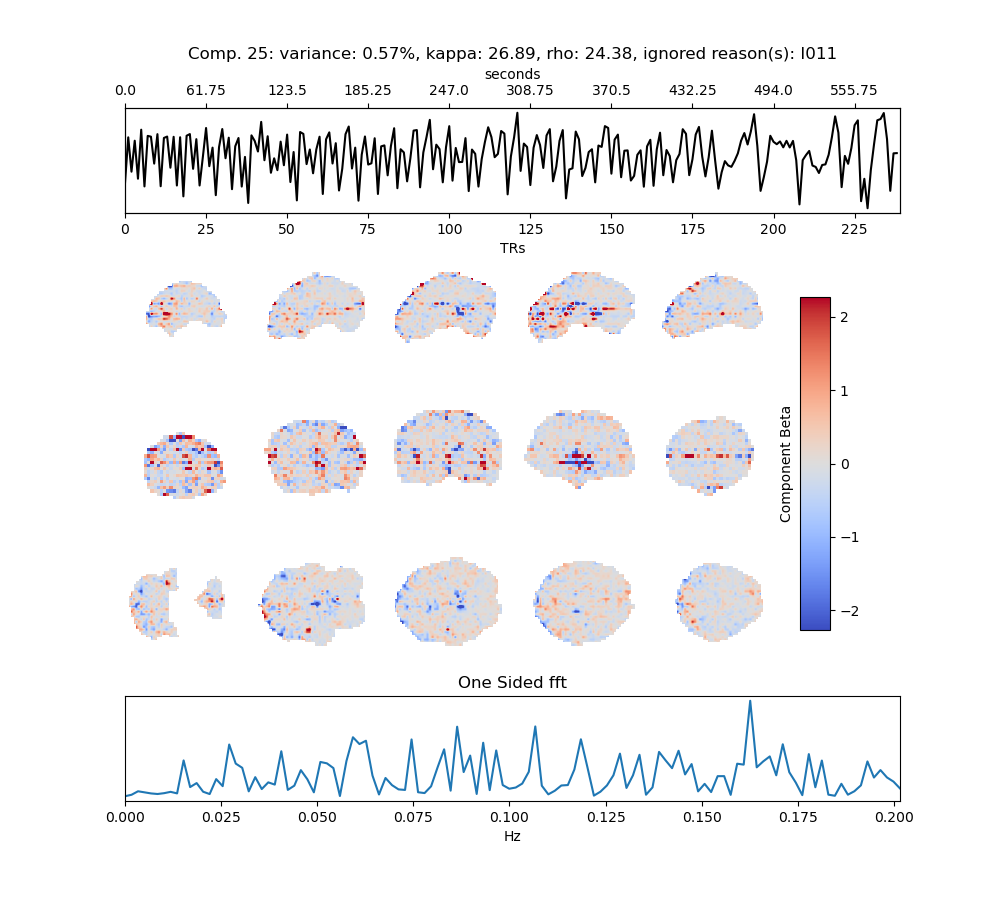 Comp. 25: variance: 0.57%, kappa: 26.89, rho: 24.38, ignored reason(s): I011
seconds
0.0 61.75 123.5 185.25 247.0 308.75 370.5 432.25 494.0 555.75
0 25 50 75 100 125 150 175 200 225
TRs
2
1
0
−1
−2
Component Beta
One Sided fft
0.000 0.025 0.050 0.075 0.100 0.125 0.150 0.175 0.200
Hz